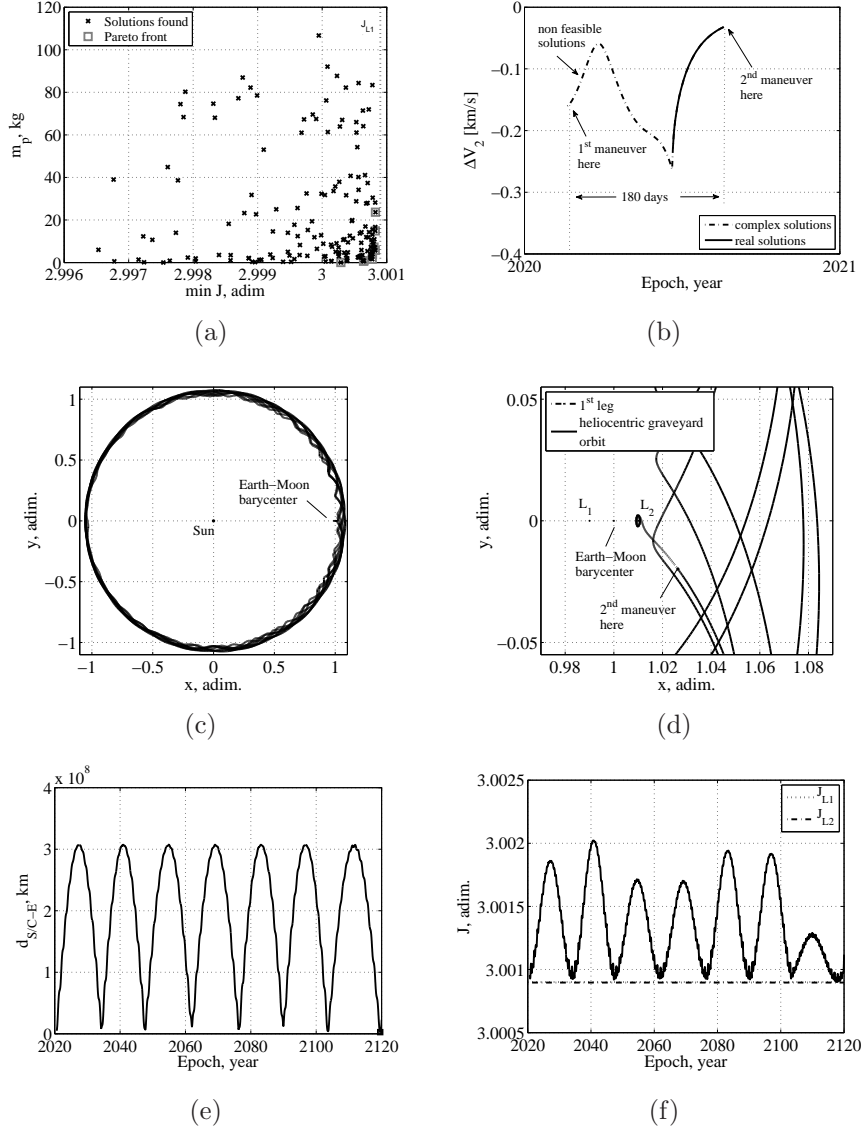 120
100
80
60
40
20
0
m_p, kg
Solutions found
Pareto front
J_L1
2.996
2.997
2.998
2.999
3
3.001
min J, adim
(a)
0
−0.1
−0.2
−0.3
−0.4
ΔV_2 [km/s]
non feasible
solutions
1st maneuver
here
2nd maneuver
here
180 days
complex solutions
real solutions
2020
2021
Epoch, year
(b)
1
0.5
0
−0.5
−1
y, adim.
Earth−Moon
barycenter
Sun
−1
−0.5
0
0.5
1
x, adim.
(c)
0.05
0
−0.05
y, adim.
1st leg
heliocentric graveyard
orbit
L_1
L_2
Earth−Moon
barycenter
2nd maneuver
here
0.98
1
1.02
1.04
1.06
1.08
x, adim.
(d)
x 10^8
4
3
2
1
0
d_S/C−E, km
2020
2040
2060
2080
2100
2120
Epoch, year
(e)
3.0025
3.002
3.0015
3.001
3.0005
J, adim.
J_L1
J_L2
2020
2040
2060
2080
2100
2120
Epoch, year
(f)